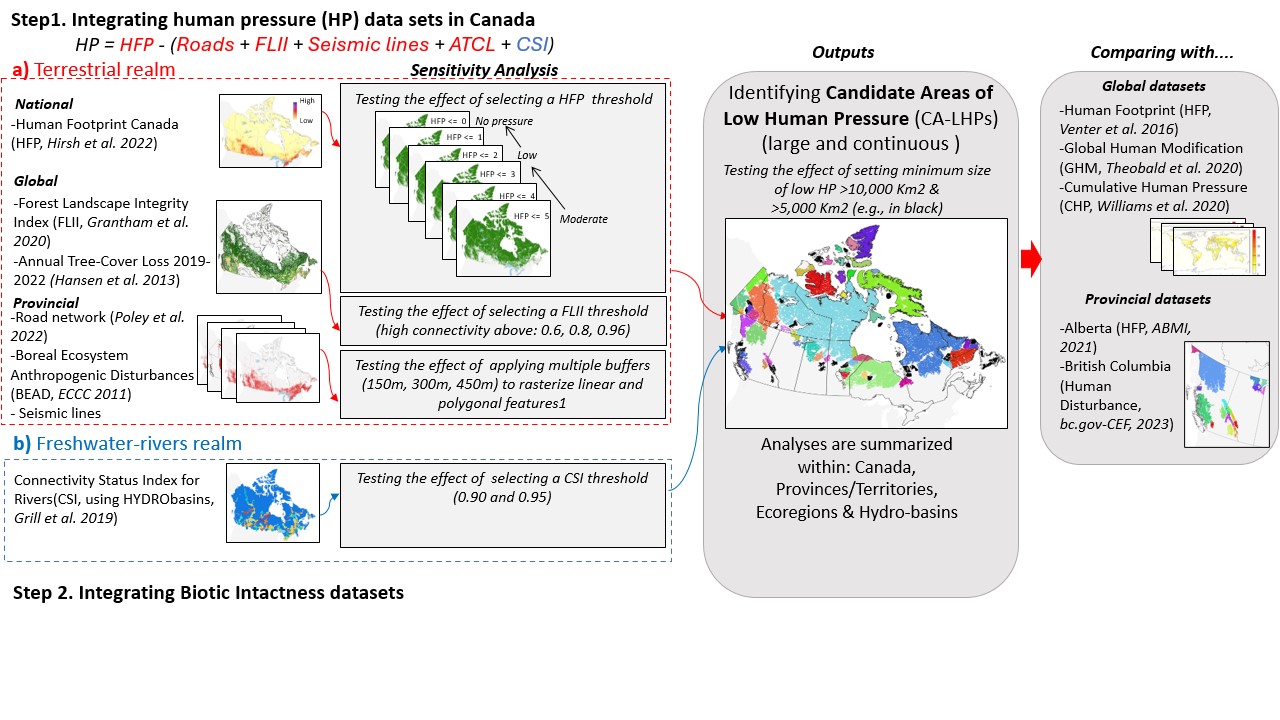 Step1. Integrating human pressure (HP) data sets in Canada
HP = HFP - (Roads + FLII + Seismic lines + ATCL + CSI)
a) Terrestrial realm
Sensitivity Analysis
National
-Human Footprint Canada
(HFP, Hirsh et al. 2022)
High
Low
Global
-Forest Landscape Integrity
Index (FLII, Grantham et al.
2020)
-Annual Tree-Cover Loss 2019-
2022 (Hansen et al. 2013)
Provincial
-Road network (Poley et al.
2022)
-Boreal Ecosystem
Anthropogenic Disturbances
(BEAD, ECCC 2011)
- Seismic lines
Testing the effect of selecting a HFP threshold
HFP <= 0
No pressure
HFP <= 1
HFP <= 2
Low
HFP <= 3
HFP <= 4
HFP <= 5
Moderate
Testing the effect of selecting a FLII threshold
(high connectivity above: 0.6, 0.8, 0.96)
Testing the effect of applying multiple buffers
(150m, 300m, 450m) to rasterize linear and
polygonal features1
b) Freshwater-rivers realm
Connectivity Status Index for
Rivers(CSI, using HYDRObasins,
Grill et al. 2019)
Testing the effect of selecting a CSI threshold
(0.90 and 0.95)
Step 2. Integrating Biotic Intactness datasets
Outputs
Identifying Candidate Areas of
Low Human Pressure (CA-LHPs)
(large and continuous )
Testing the effect of setting minimum size
of low HP >10,000 Km2 &
>5,000 Km2 (e.g., in black)
Analyses are summarized
within: Canada,
Provinces/Territories,
Ecoregions & Hydro-basins
Comparing with....
Global datasets
-Human Footprint (HFP,
Venter et al. 2016)
-Global Human Modification
(GHM, Theobald et al. 2020)
-Cumulative Human Pressure
(CHP, Williams et al. 2020)
Provincial datasets
-Alberta (HFP, ABMI,
2021)
-British Columbia
(Human
Disturbance,
bc.gov-CEF, 2023)